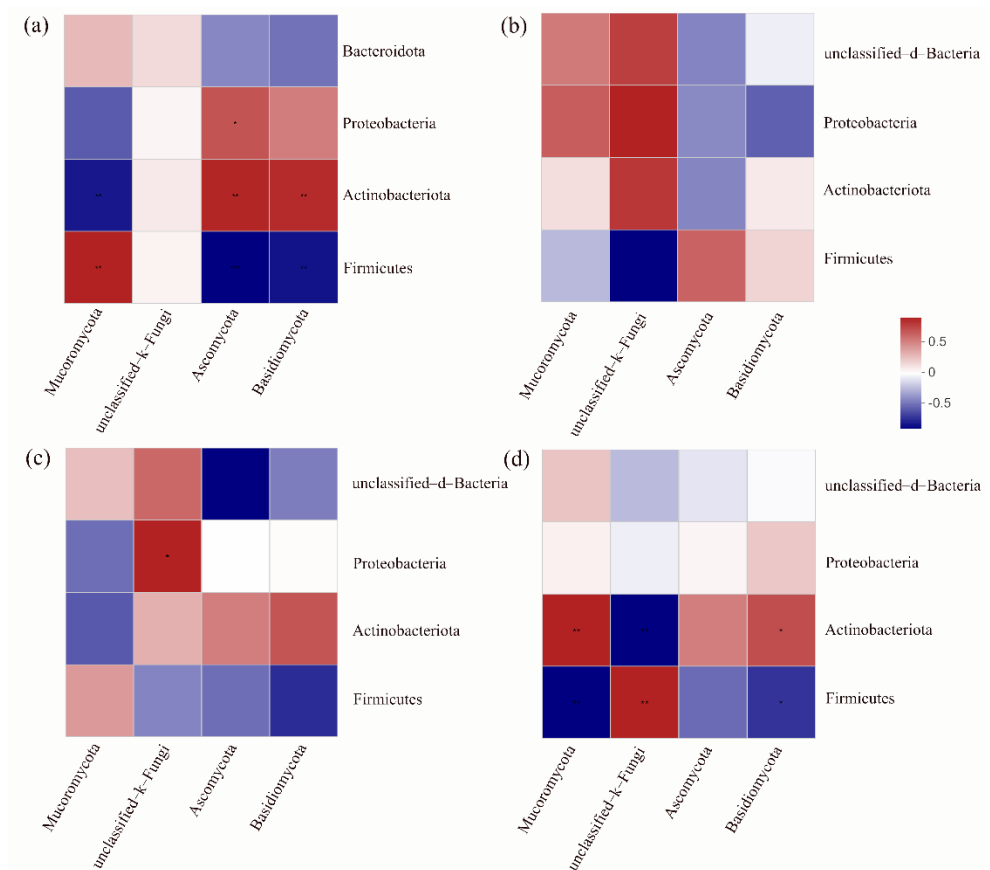 (a)
Bacteroidota
Proteobacteria
*
Actinobacteriota
** ** **
Firmicutes
** **
Mucoromycota
unclassified-k-Fungi
Ascomycota
Basidiomycota
(b)
unclassified-d-Bacteria
Proteobacteria
Actinobacteriota
Firmicutes
Mucoromycota
unclassified-k-Fungi
Ascomycota
Basidiomycota
0.5
0
-0.5
(c)
unclassified-d-Bacteria
Proteobacteria
*
Actinobacteriota
Firmicutes
Mucoromycota
unclassified-k-Fungi
Ascomycota
Basidiomycota
(d)
unclassified-d-Bacteria
Proteobacteria
Actinobacteriota
** *
Firmicutes
** *
Mucoromycota
unclassified-k-Fungi
Ascomycota
Basidiomycota